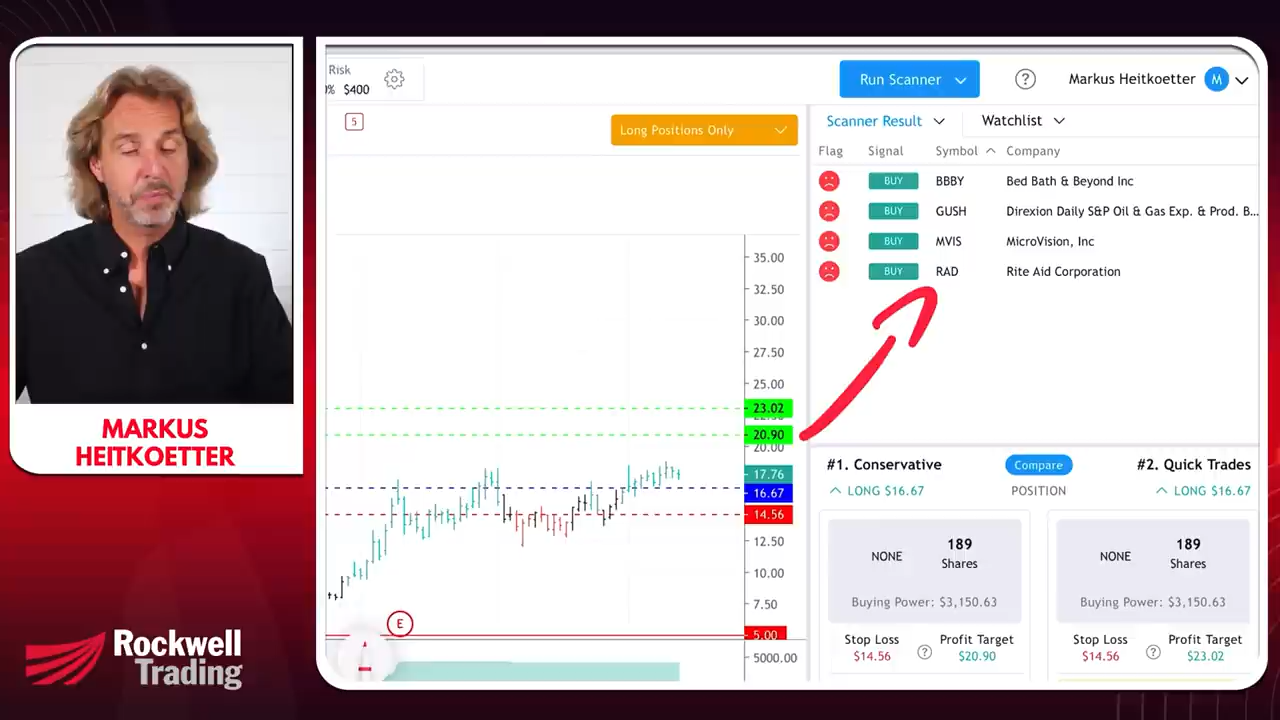 MARKUS
HEITKOETTER
Rockwell
Trading
Risk
0% $400
Run Scanner
?
Markus Heitkoetter
M
5
Long Positions Only
Scanner Result
Watchlist
Flag Signal Symbol Company
BUY BBBY Bed Bath & Beyond Inc
BUY GUSH Direxion Daily S&P Oil & Gas Exp. & Prod. B...
BUY MVIS MicroVision, Inc
BUY RAD Rite Aid Corporation
35.00
32.50
30.00
27.50
25.00
23.02
20.90
20.00
17.76
16.67
14.56
12.50
10.00
7.50
5.00
5000.00
E
#1. Conservative
Compare
#2. Quick Trades
LONG $16.67
POSITION
LONG $16.67
NONE
189
Shares
Buying Power: $3,150.63
NONE
189
Shares
Buying Power: $3,150.63
Stop Loss
$14.56
?
Profit Target
$20.90
Stop Loss
$14.56
?
Profit Target
$23.02